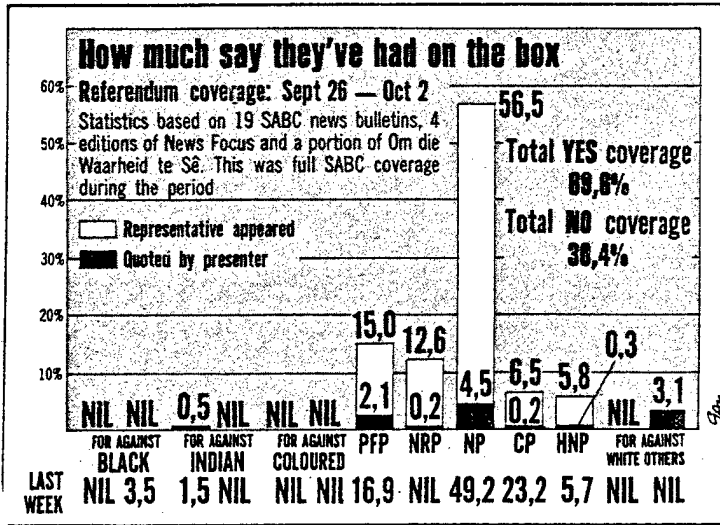 How much say they've had on the box
Referendum coverage: Sept 26 — Oct 2
Statistics based on 19 SABC news bulletins, 4
editions of News Focus and a portion of Om die
Waarheid te Sê. This was full SABC coverage
during the period
Representative appeared
Quoted by presenter
56,5
Total YES coverage
69,6%
Total NO coverage
30,4%
60%
50%
40%
30%
20%
10%
15,0 12,6 0,3
2,1 0,2 4,5 6,5 5,8
0,2
NIL NIL 0,5 NIL NIL NIL NIL 3,1
FOR AGAINST FOR AGAINST FOR AGAINST PFP NRP NP CP HNP FOR AGAINST
BLACK INDIAN COLOURED WHITE OTHERS
LAST WEEK NIL 3,5 1,5 NIL NIL NIL 16,9 NIL 49,2 23,2 5,7 NIL NIL